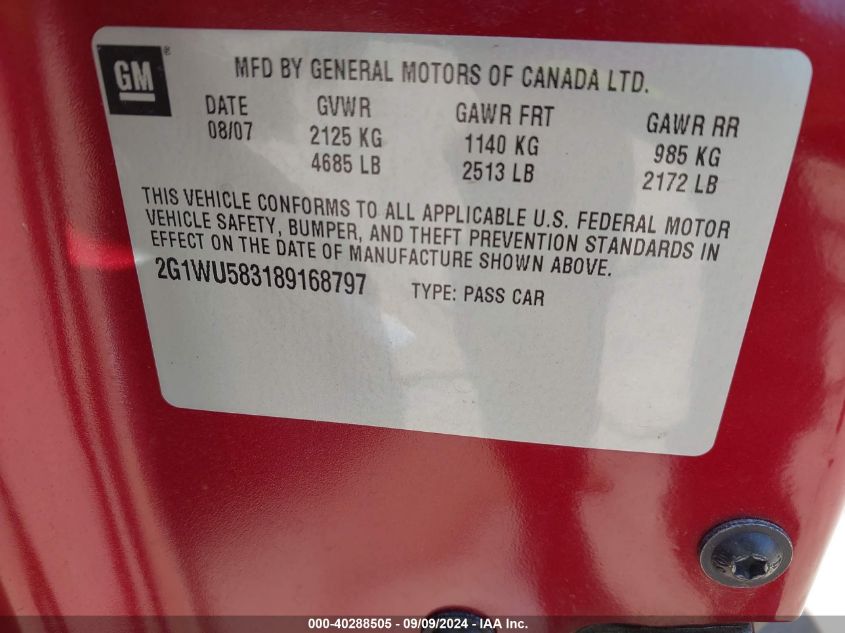 GM®
MFD BY GENERAL MOTORS OF CANADA LTD.
DATE GVWR GAWR FRT GAWR RR
08/07 2125 KG 1140 KG 985 KG
4685 LB 2513 LB 2172 LB
THIS VEHICLE CONFORMS TO ALL APPLICABLE U.S. FEDERAL MOTOR
VEHICLE SAFETY, BUMPER, AND THEFT PREVENTION STANDARDS IN
EFFECT ON THE DATE OF MANUFACTURE SHOWN ABOVE.
2G1WU583189168797 TYPE: PASS CAR
000-40288505 - 09/09/2024 - IAA Inc.